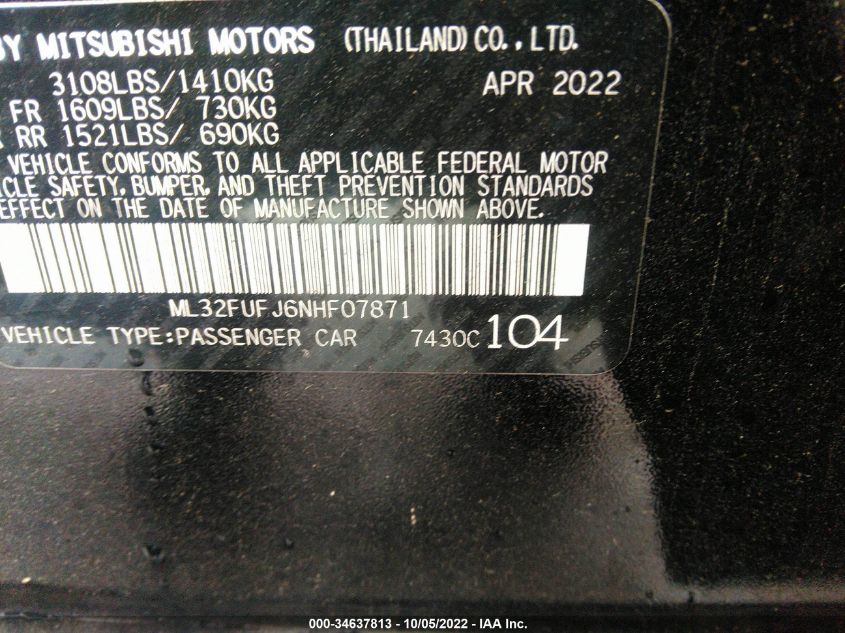 BY MITSUBISHI MOTORS (THAILAND) CO., LTD.
3108LBS/1410KG APR 2022
FR 1609LBS/ 730KG
RR 1521LBS/ 690KG
VEHICLE CONFORMS TO ALL APPLICABLE FEDERAL MOTOR
ICLE SAFETY, BUMPER, AND THEFT PREVENTION STANDARDS
EFFECT ON THE DATE OF MANUFACTURE SHOWN ABOVE.
ML32FUFJ6NHF07871
VEHICLE TYPE:PASSENGER CAR 7430C 104
000-34637813 - 10/05/2022 - IAA Inc.